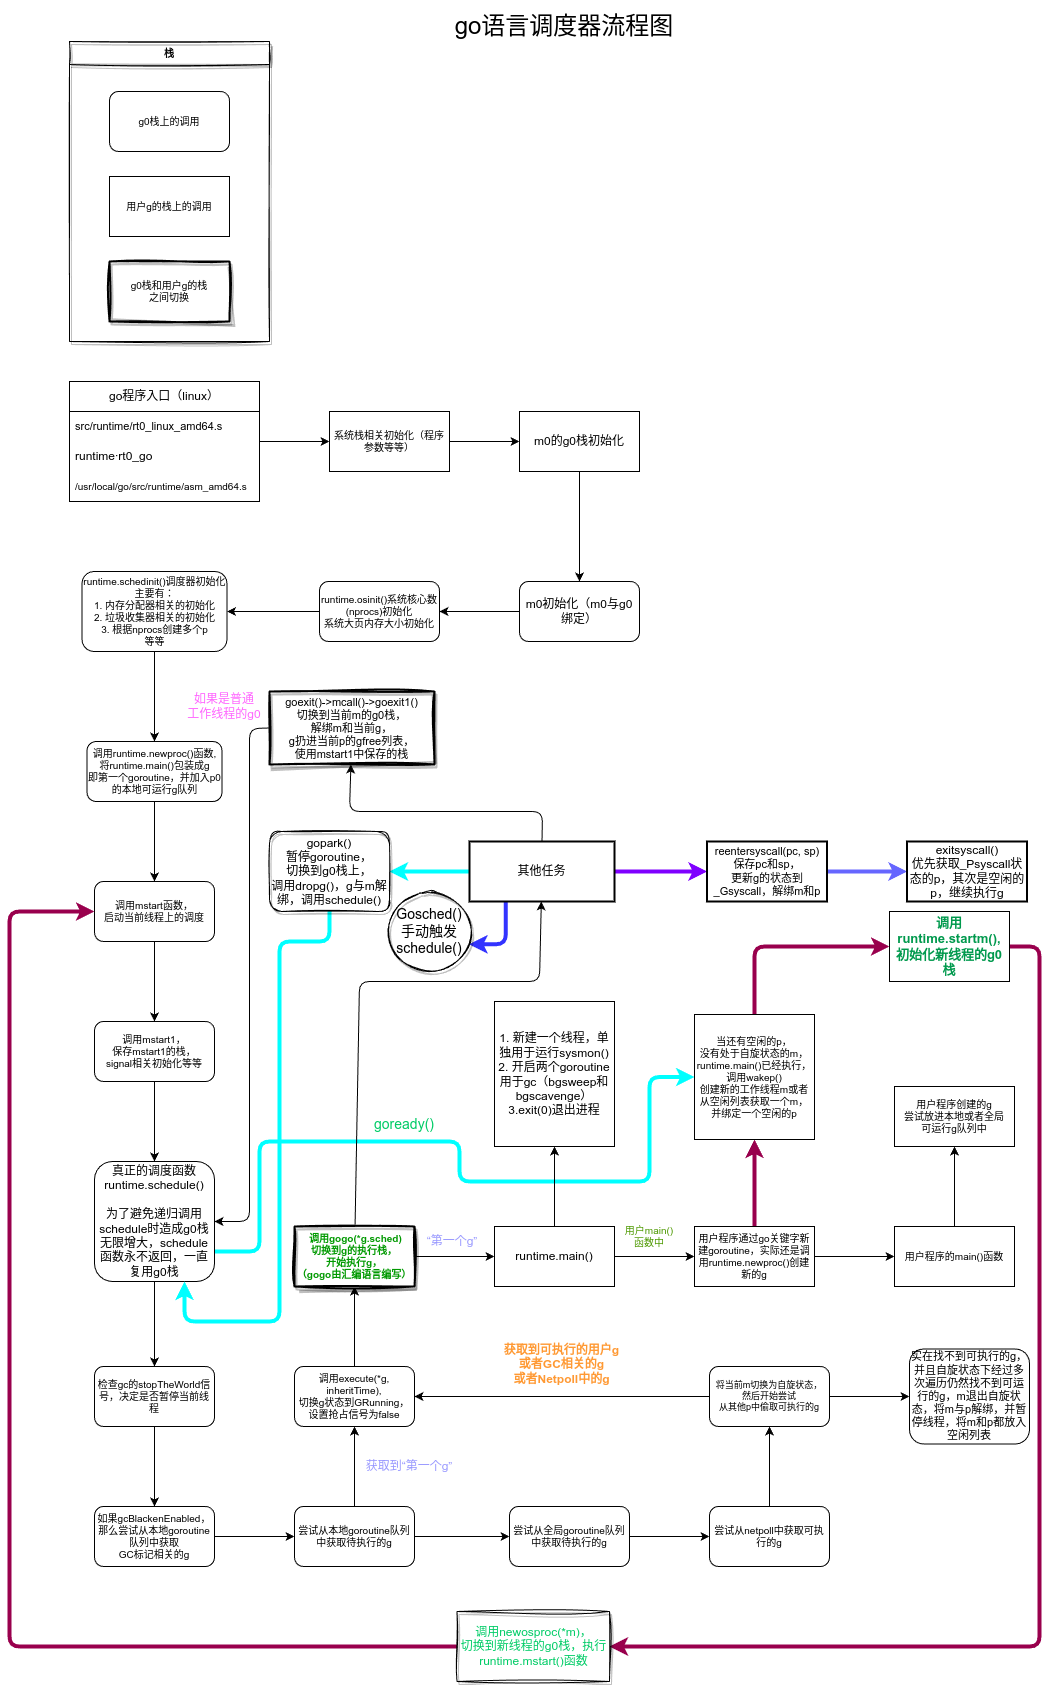 go语言调度器流程图
栈
g0栈上的调用
用户g的栈上的调用
g0栈和用户g的栈
之间切换
go程序入口（linux）
src/runtime/rt0_linux_amd64.s
runtime·rt0_go
/usr/local/go/src/runtime/asm_amd64.s
系统栈相关初始化（程序
参数等等）
m0的g0栈初始化
runtime.schedinit()调度器初始化
主要有：
1. 内存分配器相关的初始化
2. 垃圾收集器相关的初始化
3. 根据nprocs创建多个p
等等
runtime.osinit()系统核心数
(nprocs)初始化
系统大页内存大小初始化
m0初始化（m0与g0
绑定）
如果是普通
工作线程的g0
goexit()->mcall()->goexit1()
切换到当前m的g0栈，
解绑m和当前g，
g扔进当前p的gfree列表，
使用mstart1中保存的栈
调用runtime.newproc()函数,
将runtime.main()包装成g
即第一个goroutine，并加入p0
的本地可运行g队列
gopark()
暂停goroutine，
切换到g0栈上，
调用dropg()，g与m解
绑，调用schedule()
其他任务
reentersyscall(pc, sp)
保存pc和sp，
更新g的状态到
_Gsyscall，解绑m和p
exitsyscall()
优先获取_Psyscall状
态的p，其次是空闲的
p，继续执行g
调用mstart函数，
启动当前线程上的调度
Gosched()
手动触发
schedule()
调用
runtime.startm(),
初始化新线程的g0
栈
调用mstart1，
保存mstart1的栈，
signal相关初始化等等
1. 新建一个线程，单
独用于运行sysmon()
2. 开启两个goroutine
用于gc（bgsweep和
bgscavenge）
3.exit(0)退出进程
当还有空闲的p，
没有处于自旋状态的m，
runtime.main()已经执行，
调用wakep()
创建新的工作线程m或者
从空闲列表获取一个m，
并绑定一个空闲的p
用户程序创建的g
尝试放进本地或者全局
可运行g队列中
goready()
真正的调度函数
runtime.schedule()
为了避免递归调用
schedule时造成g0栈
无限增大，schedule
函数永不返回，一直
复用g0栈
调用gogo(*g.sched)
切换到g的执行栈，
开始执行g，
（gogo由汇编语言编写）
“第一个g”
runtime.main()
用户main()
函数中
用户程序通过go关键字新
建goroutine，实际还是调
用runtime.newproc()创建
新的g
用户程序的main()函数
检查gc的stopTheWorld信
号，决定是否暂停当前线
程
调用execute(*g,
inheritTime),
切换g状态到GRunning，
设置抢占信号为false
获取到可执行的用户g
或者GC相关的g
或者Netpoll中的g
将当前m切换为自旋状态，
然后开始尝试
从其他p中偷取可执行的g
实在找不到可执行的g，
并且自旋状态下经过多
次遍历仍然找不到可运
行的g，m退出自旋状
态，将m与p解绑，并暂
停线程，将m和p都放入
空闲列表
获取到“第一个g”
如果gcBlackenEnabled，
那么尝试从本地goroutine
队列中获取
GC标记相关的g
尝试从本地goroutine队列
中获取待执行的g
尝试从全局goroutine队列
中获取待执行的g
尝试从netpoll中获取可执
行的g
调用newosproc(*m)，
切换到新线程的g0栈，执行
runtime.mstart()函数